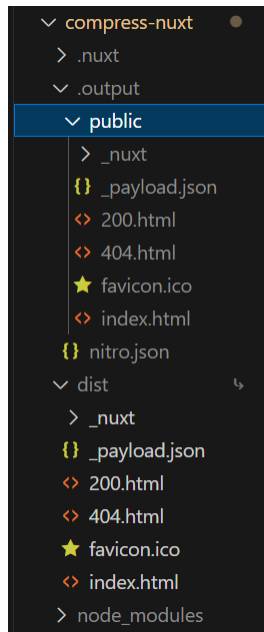 compress-nuxt
.nuxt
.output
public
_nuxt
_payload.json
200.html
404.html
favicon.ico
index.html
nitro.json
dist
_nuxt
_payload.json
200.html
404.html
favicon.ico
index.html
node_modules